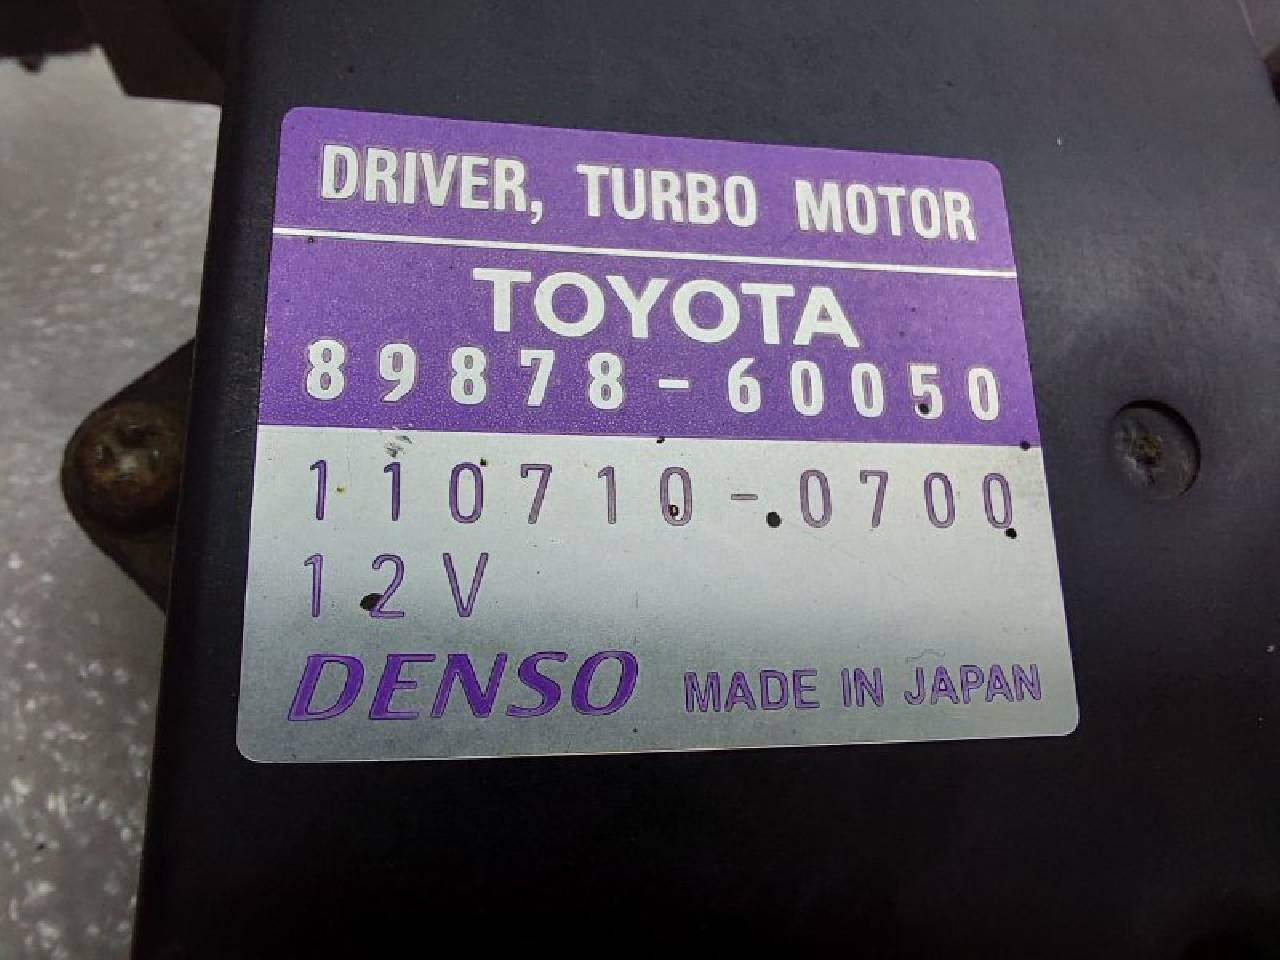 DRIVER, TURBO MOTOR
TOYOTA
89878-60050
110710-0700
12V
DENSO MADE IN JAPAN